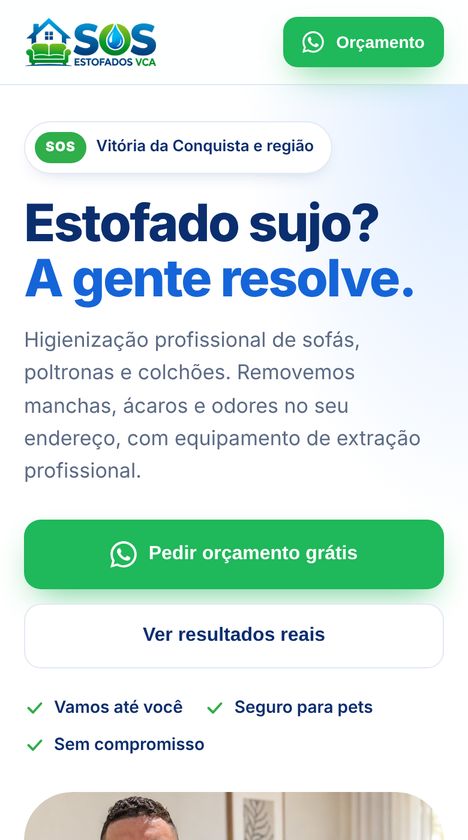 SOS
ESTOFADOS VCA
Orçamento
SOS Vitória da Conquista e região
Estofado sujo?
A gente resolve.
Higienização profissional de sofás,
poltronas e colchões. Removemos
manchas, ácaros e odores no seu
endereço, com equipamento de extração
profissional.
Pedir orçamento grátis
Ver resultados reais
Vamos até você Seguro para pets
Sem compromisso